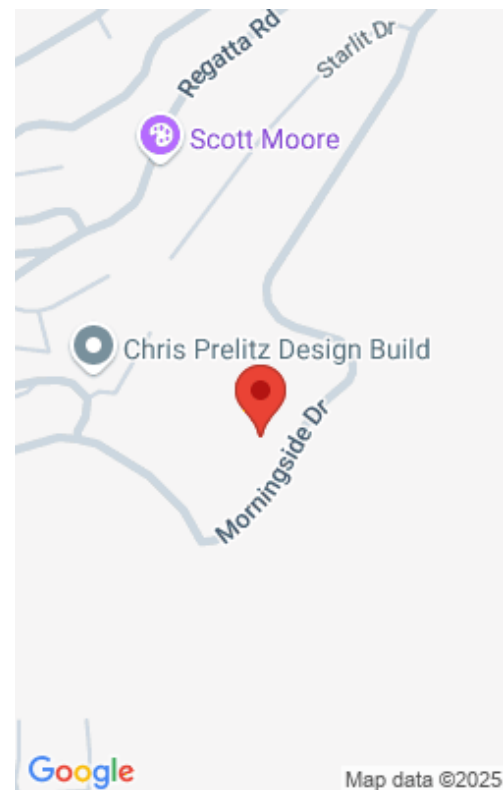 Regatta Rd
Starlit Dr
Scott Moore
Chris Prelitz Design Build
Morningside Dr
Google
Map data ©2025